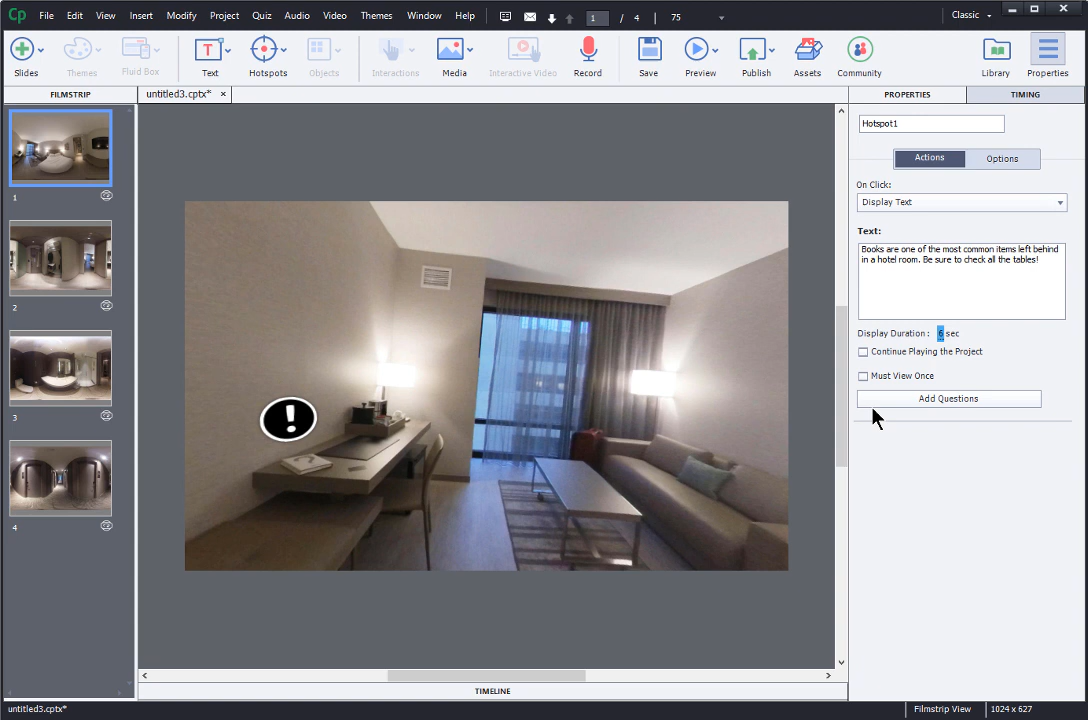 Cp File Edit View Insert Modify Project Quiz Audio Video Themes Window Help 1 / 4 75 Classic
Slides Themes Fluid Box Text Hotspots Objects Interactions Media Interactive Video Record Save Preview Publish Assets Community Library Properties
FILMSTRIP
untitled3.cptx* ×
PROPERTIES TIMING
1
2
3
4
!
Hotspot1
Actions Options
On Click:
Display Text
Text:
Books are one of the most common items left behind
in a hotel room. Be sure to check all the tables!
Display Duration : 6 sec
Continue Playing the Project
Must View Once
Add Questions
TIMELINE
untitled3.cptx* Filmstrip View 1024 x 627